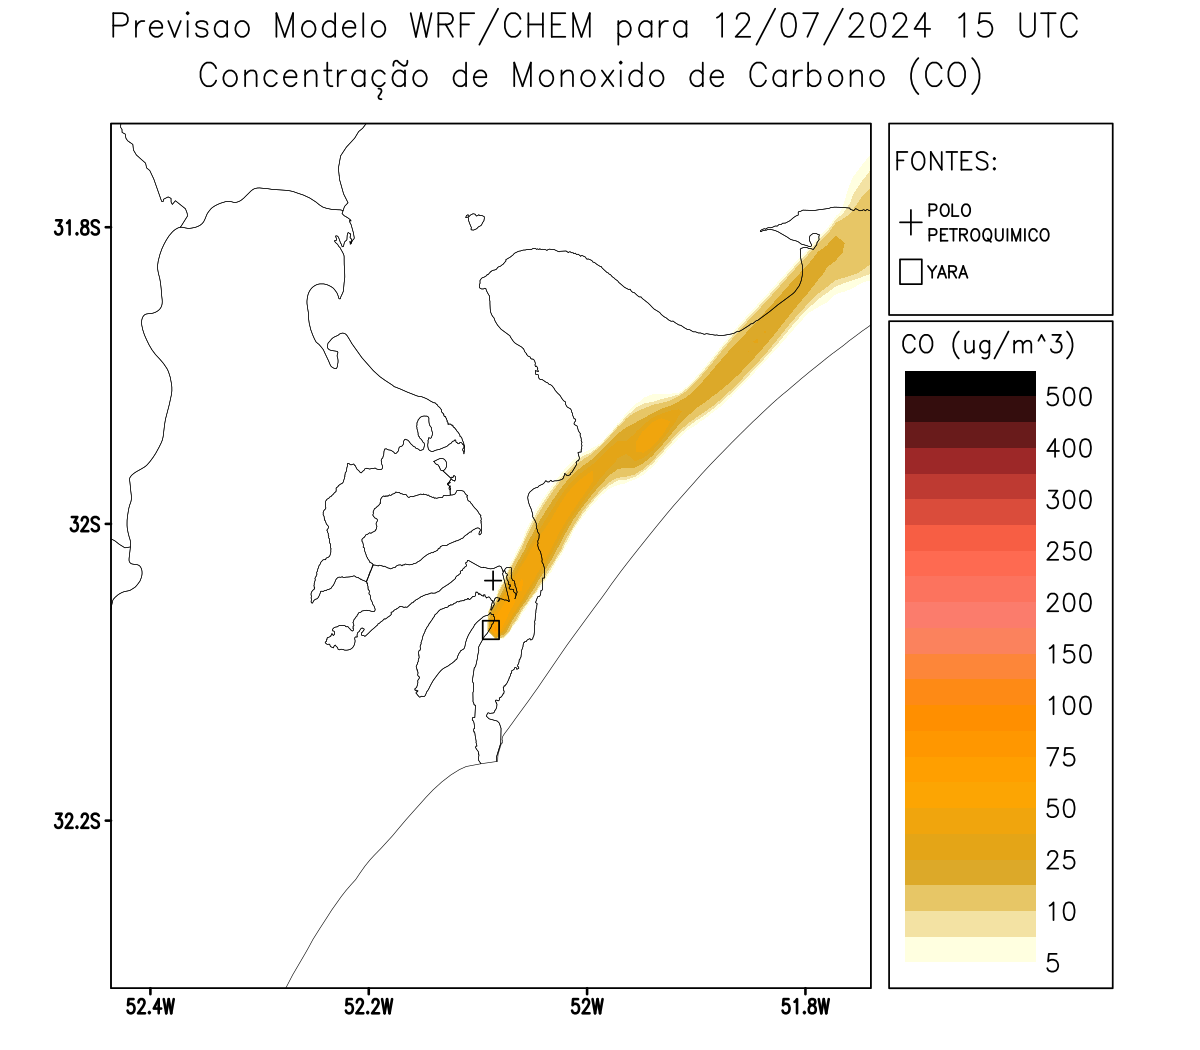 Previsao Modelo WRF/CHEM para 12/07/2024 15 UTC
Concentração de Monoxido de Carbono (CO)
FONTES:
POLO
PETROQUIMICO
YARA
31.8S
32S
32.2S
52.4W
52.2W
52W
51.8W
CO (ug/m^3)
500
400
300
250
200
150
100
75
50
25
10
5